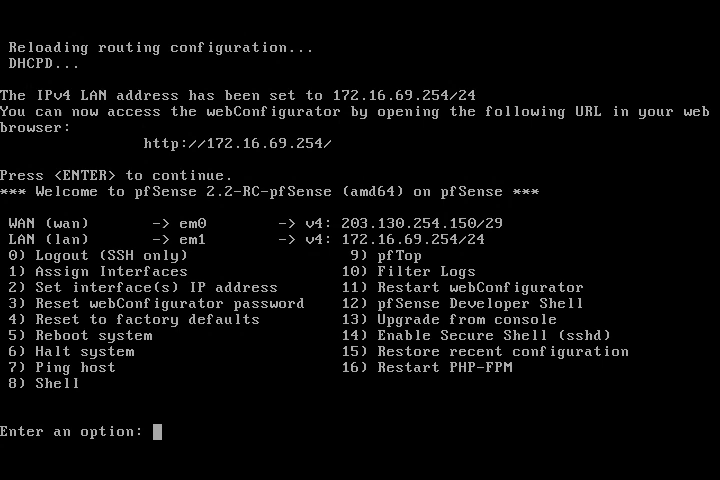 Reloading routing configuration...
DHCPD...
The IPv4 LAN address has been set to 172.16.69.254/24
You can now access the webConfigurator by opening the following URL in your web
browser:
http://172.16.69.254/
Press <ENTER> to continue.
*** Welcome to pfSense 2.2-RC-pfSense (amd64) on pfSense ***
WAN (wan) -> em0 -> v4: 203.130.254.150/29
LAN (lan) -> em1 -> v4: 172.16.69.254/24
0) Logout (SSH only) 9) pfTop
1) Assign Interfaces 10) Filter Logs
2) Set interface(s) IP address 11) Restart webConfigurator
3) Reset webConfigurator password 12) pfSense Developer Shell
4) Reset to factory defaults 13) Upgrade from console
5) Reboot system 14) Enable Secure Shell (sshd)
6) Halt system 15) Restore recent configuration
7) Ping host 16) Restart PHP-FPM
8) Shell
Enter an option: